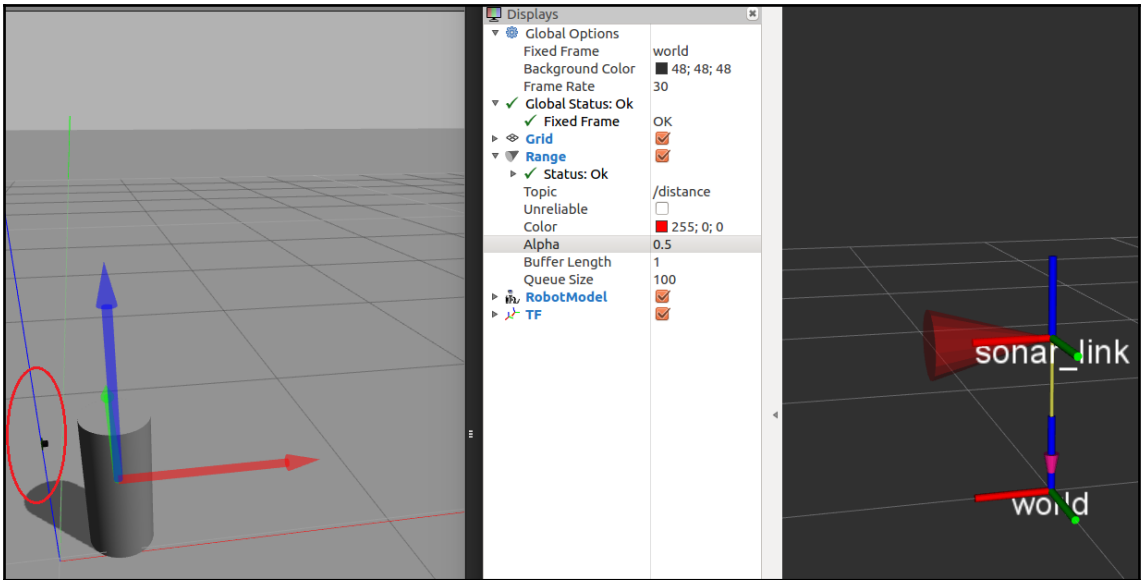 Displays
Global Options
Fixed Frame world
Background Color 48; 48; 48
Frame Rate 30
Global Status: Ok
Fixed Frame OK
Grid
Range
Status: Ok
Topic /distance
Unreliable
Color 255; 0; 0
Alpha 0.5
Buffer Length 1
Queue Size 100
RobotModel
TF
sonar_link
world